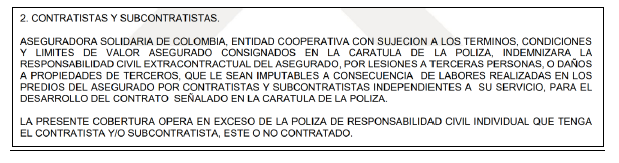 2. CONTRATISTAS Y SUBCONTRATISTAS.
ASEGURADORA SOLIDARIA DE COLOMBIA, ENTIDAD COOPERATIVA CON SUJECION A LOS TERMINOS, CONDICIONES
Y LIMITES DE VALOR ASEGURADO CONSIGNADOS EN LA CARATULA DE LA POLIZA, INDEMNIZARA LA
RESPONSABILIDAD CIVIL EXTRACONTRACTUAL DEL ASEGURADO, POR LESIONES A TERCERAS PERSONAS, O DAÑOS
A PROPIEDADES DE TERCEROS, QUE LE SEAN IMPUTABLES A CONSECUENCIA DE LABORES REALIZADAS EN LOS
PREDIOS DEL ASEGURADO POR CONTRATISTAS Y SUBCONTRATISTAS INDEPENDIENTES A SU SERVICIO, PARA EL
DESARROLLO DEL CONTRATO SEÑALADO EN LA CARATULA DE LA POLIZA.
LA PRESENTE COBERTURA OPERA EN EXCESO DE LA POLIZA DE RESPONSABILIDAD CIVIL INDIVIDUAL QUE TENGA
EL CONTRATISTA Y/O SUBCONTRATISTA, ESTE O NO CONTRATADO.